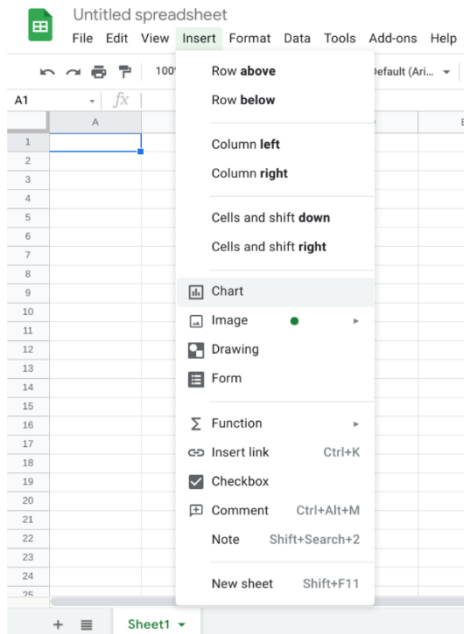 Untitled spreadsheet
File Edit View Insert Format Data Tools Add-ons Help
Row above
Row below
A1 fx
A
Column left
Column right
Cells and shift down
Cells and shift right
Chart
Image
Drawing
Form
Function
Insert link Ctrl+K
Checkbox
Comment Ctrl+Alt+M
Note Shift+Search+2
New sheet Shift+F11
1
2
3
4
5
6
7
8
9
10
11
12
13
14
15
16
17
18
19
20
21
22
23
24
25
Sheet1